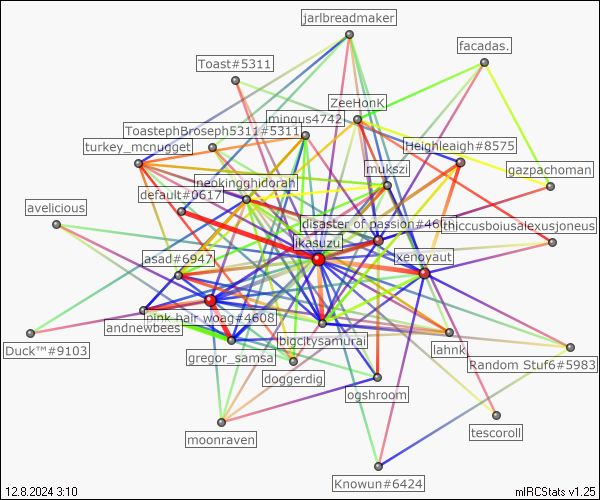 jarlbreadmaker
facadas.
Toast#5311
ZeeHonK
mingus4742
ToastephBroseph5311#5311
turkey_mcnugget
Heighleaigh#8575
mukszi
gazpachoman
neokingghidorah
default#0617
avelicious
disaster of passion#46
thiccusboiusalexusjoneus
ikasuzu
asad#6947
xenoyaut
pink hair woag#4608
andnewbees
bigcitysamurai
Duck™#9103
gregor_samsa
lahnk
Random Stuf6#5983
doggerdig
ogshroom
moonraven
tescoroll
Knowun#6424
12.8.2024 3:10
mIRCStats v1.25